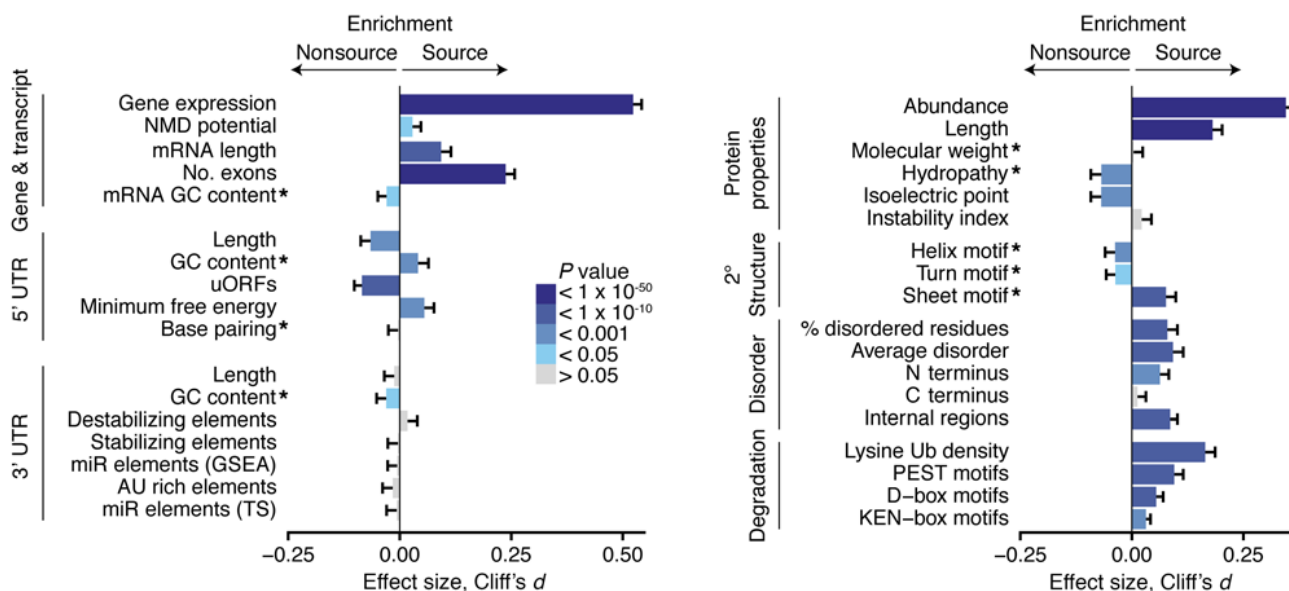 Enrichment
Nonsource Source
Gene & transcript
Gene expression
NMD potential
mRNA length
No. exons
mRNA GC content*
5' UTR
Length
GC content*
uORFs
Minimum free energy
Base pairing*
3' UTR
Length
GC content*
Destabilizing elements
Stabilizing elements
miR elements (GSEA)
AU rich elements
miR elements (TS)
P value
< 1 x 10⁻⁵⁰
< 1 x 10⁻¹⁰
< 0.001
< 0.05
> 0.05
−0.25 0.00 0.25 0.50
Effect size, Cliff's d
Enrichment
Nonsource Source
Protein
properties
Abundance
Length
Molecular weight*
Hydropathy*
Isoelectric point
Instability index
2°
Structure
Helix motif*
Turn motif*
Sheet motif*
Disorder
% disordered residues
Average disorder
N terminus
C terminus
Internal regions
Degradation
Lysine Ub density
PEST motifs
D−box motifs
KEN−box motifs
−0.25 0.00 0.25
Effect size, Cliff's d